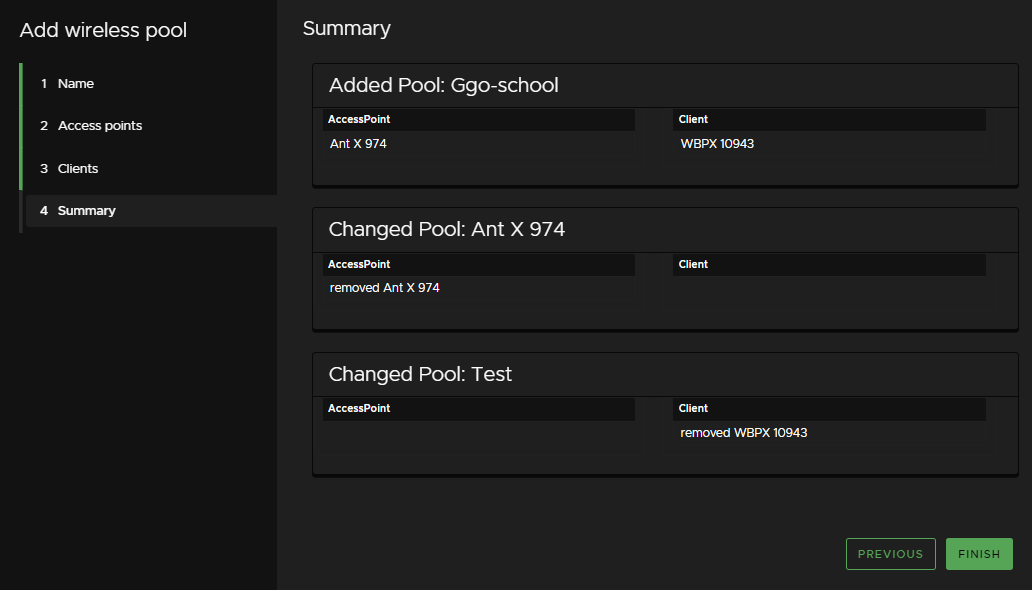 Add wireless pool
1 Name
2 Access points
3 Clients
4 Summary
Summary
Added Pool: Ggo-school
AccessPoint
Client
Ant X 974
WBPX 10943
Changed Pool: Ant X 974
AccessPoint
Client
removed Ant X 974
Changed Pool: Test
AccessPoint
Client
removed WBPX 10943
PREVIOUS
FINISH